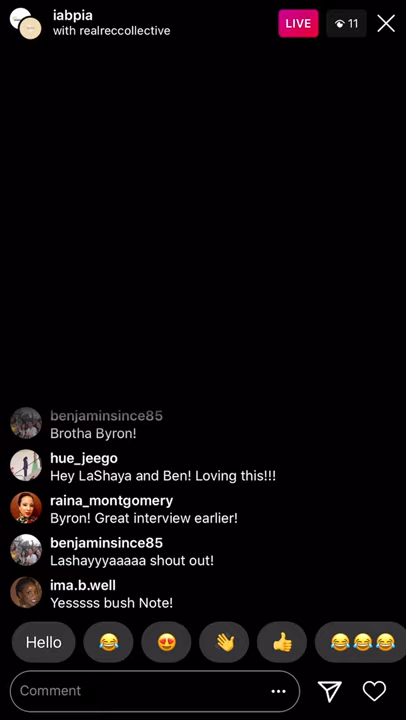 iabpia
with realreccollective
LIVE
11
benjaminsince85
Brotha Byron!
hue_jeego
Hey LaShaya and Ben! Loving this!!!
raina_montgomery
Byron! Great interview earlier!
benjaminsince85
Lashayyyaaaaa shout out!
ima.b.well
Yesssss bush Note!
Hello 😂 😍 👋 👍 😂😂😂
Comment